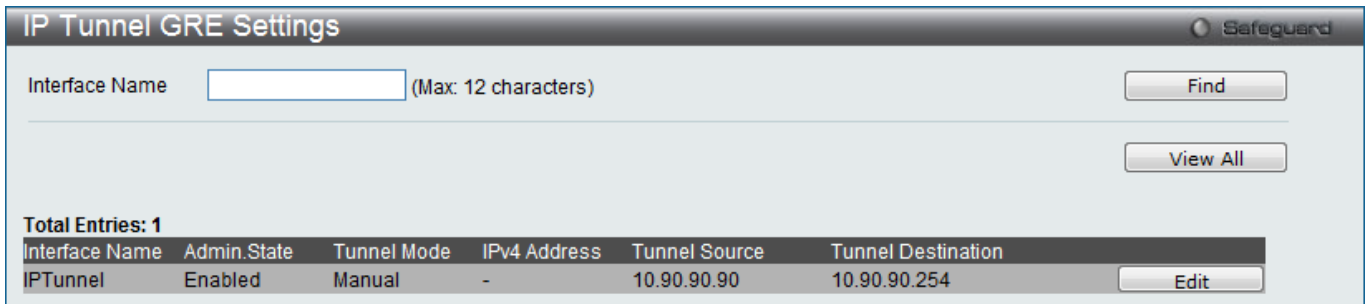 IP Tunnel GRE Settings
Safeguard
Interface Name (Max: 12 characters) Find
View All
Total Entries: 1
Interface Name Admin.State Tunnel Mode IPv4 Address Tunnel Source Tunnel Destination
IPTunnel Enabled Manual - 10.90.90.90 10.90.90.254 Edit